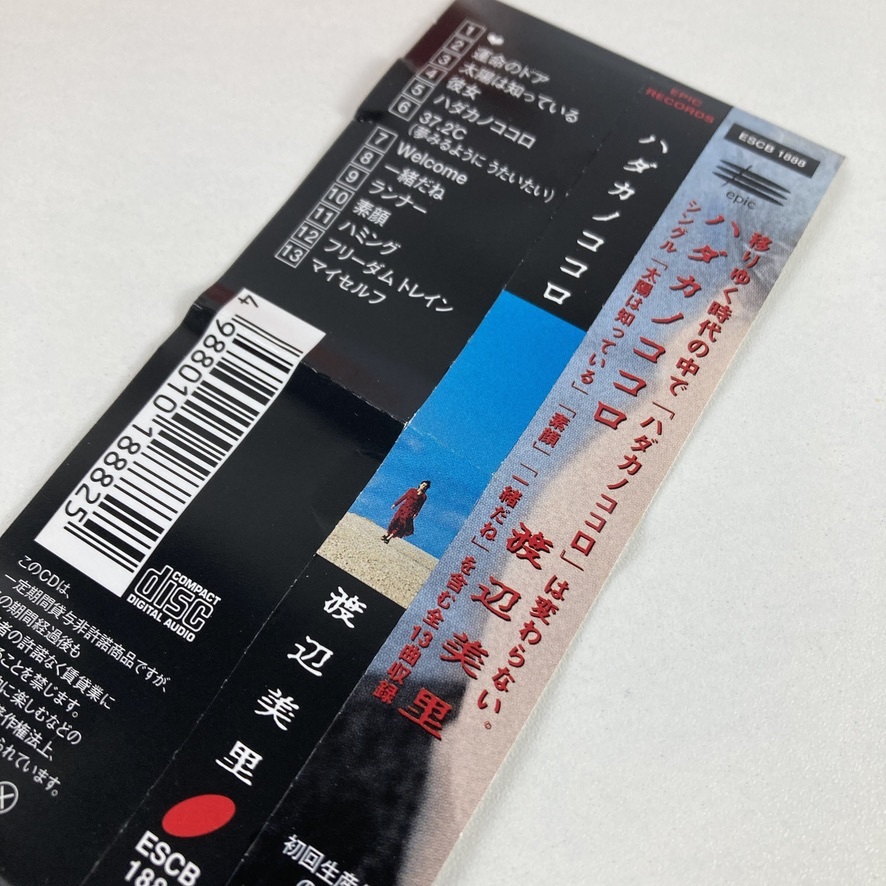 1 ♥
2 運命のドア
3 太陽は知っている
4 彼女
5 ハダカノココロ
6 37.2℃
(夢みるように うたいたい)
7 Welcome
8 一緒だね
9 ランナー
10 素顔
11 ハミング
12 フリーダム トレイン
13 マイセルフ
4 988010 188825
COMPACT
disc
DIGITAL AUDIO
このCDは、
一定期間貸与非許諾商品ですが、
の期間経過後も
者の許諾なく賃貸業に
ることを禁じます。
に楽しむなどの
作権法上、
られています。
X
EPIC
RECORDS
ハダカノココロ
渡辺美里
ESCB
188
ESCB 1888
epic
移りゆく時代の中で「ハダカノココロ」は変わらない。
ハダカノココロ 渡辺美里
シングル「太陽は知っている」「素顔」「一緒だね」を含む全13曲収録
初回生産
の